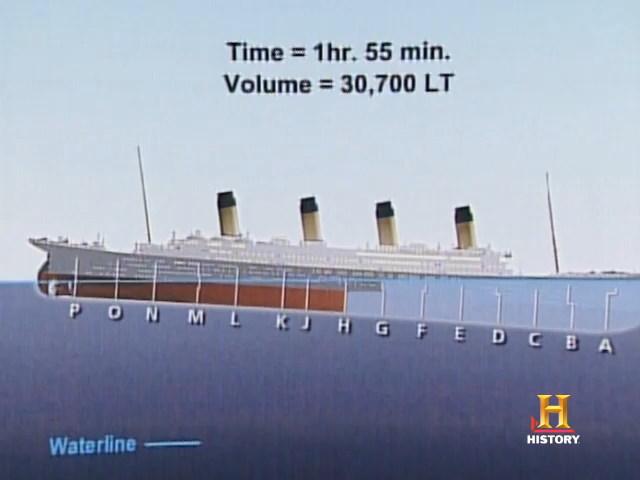 Time = 1hr. 55 min.
Volume = 30,700 LT
P O N M L K J H G F E D C B A
Waterline
H
HISTORY